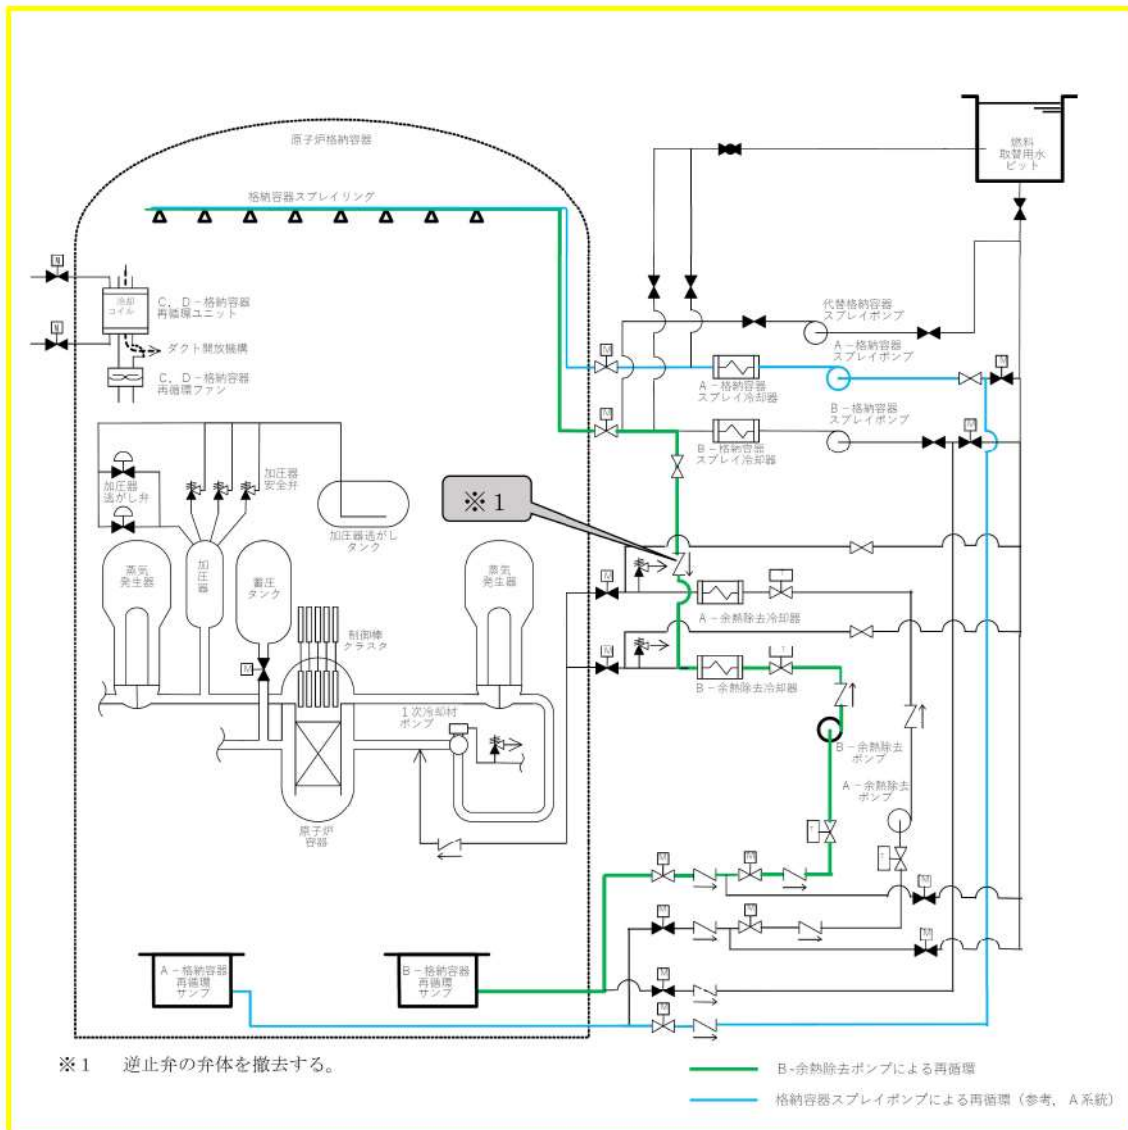 原子炉格納容器
燃料
取替用水
ピット
格納容器スプレイリング
M
冷却
コイル
C，D－格納容器
再循環ユニット
M
ダクト開放機構
C，D－格納容器
再循環ファン
代替格納容器
スプレイポンプ
A－格納容器
スプレイポンプ
M
M
A－格納容器
スプレイ冷却器
B－格納容器
スプレイポンプ
M
M
B－格納容器
スプレイ冷却器
加圧器
逃がし弁
加圧器
安全弁
※１
加圧器逃がし
タンク
蒸気
発生器
加
圧
器
蓄圧
タンク
蒸気
発生器
M
T
A－余熱除去冷却器
制御棒
クラスタ
M
T
B－余熱除去冷却器
M
１次冷却材
ポンプ
B－余熱除去
ポンプ
A－余熱除去
ポンプ
原子炉
容器
T
T
M
M
M
M
M
M
A－格納容器
再循環
サンプ
B－格納容器
再循環
サンプ
M
M
※１　逆止弁の弁体を撤去する。
B-余熱除去ポンプによる再循環
格納容器スプレイポンプによる再循環（参考，A系統）